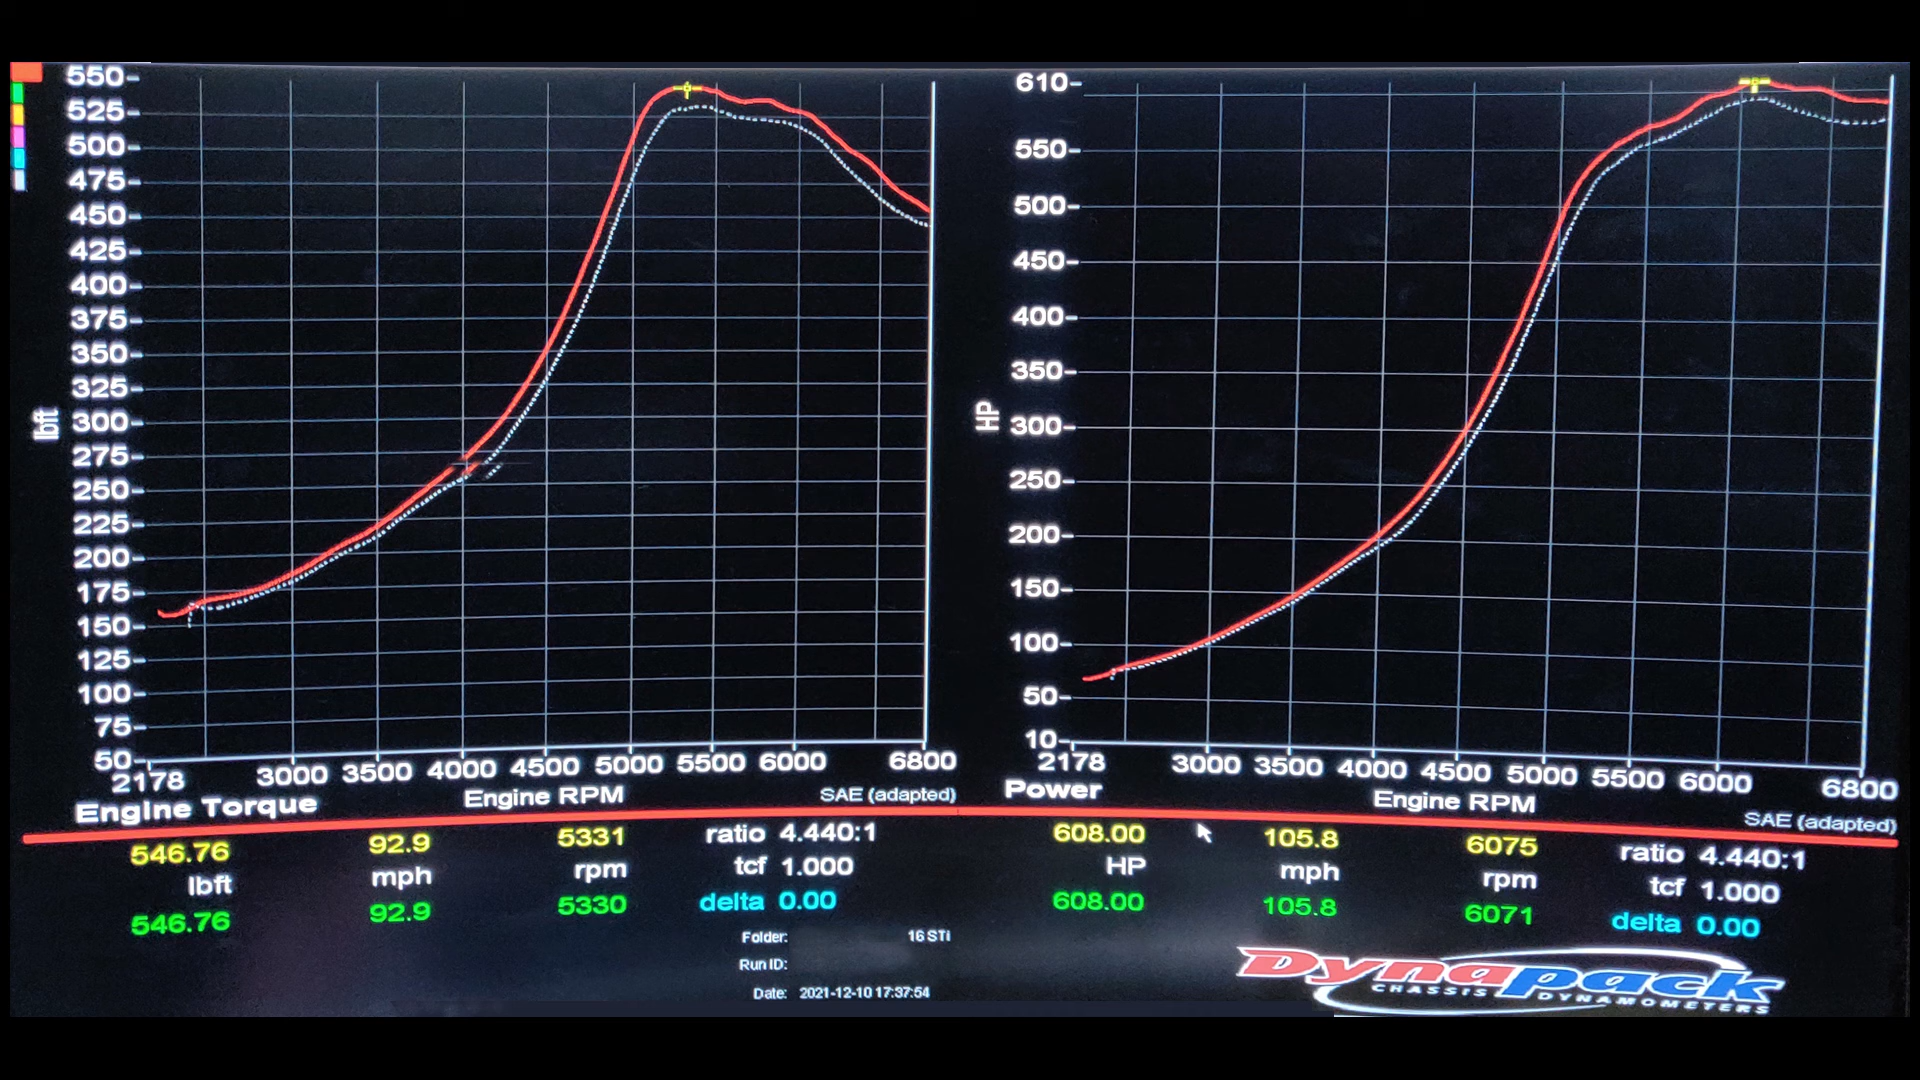 550
525
500
475
450
425
400
375
350
325
300
275
250
225
200
175
150
125
100
75
50
lbft
2178 3000 3500 4000 4500 5000 5500 6000 6800
Engine Torque Engine RPM SAE (adapted)
610
550
500
450
400
350
300
250
200
150
100
50
10
HP
2178 3000 3500 4000 4500 5000 5500 6000 6800
Power Engine RPM SAE (adapted)
546.76 92.9 5331 ratio 4.440:1
lbft mph rpm tcf 1.000
546.76 92.9 5330 delta 0.00
608.00 105.8 6075 ratio 4.440:1
HP mph rpm tcf 1.000
608.00 105.8 6071 delta 0.00
Folder: 16 STi
Run ID:
Date: 2021-12-10 17:37:54
Dynapack
CHASSIS DYNAMOMETERS